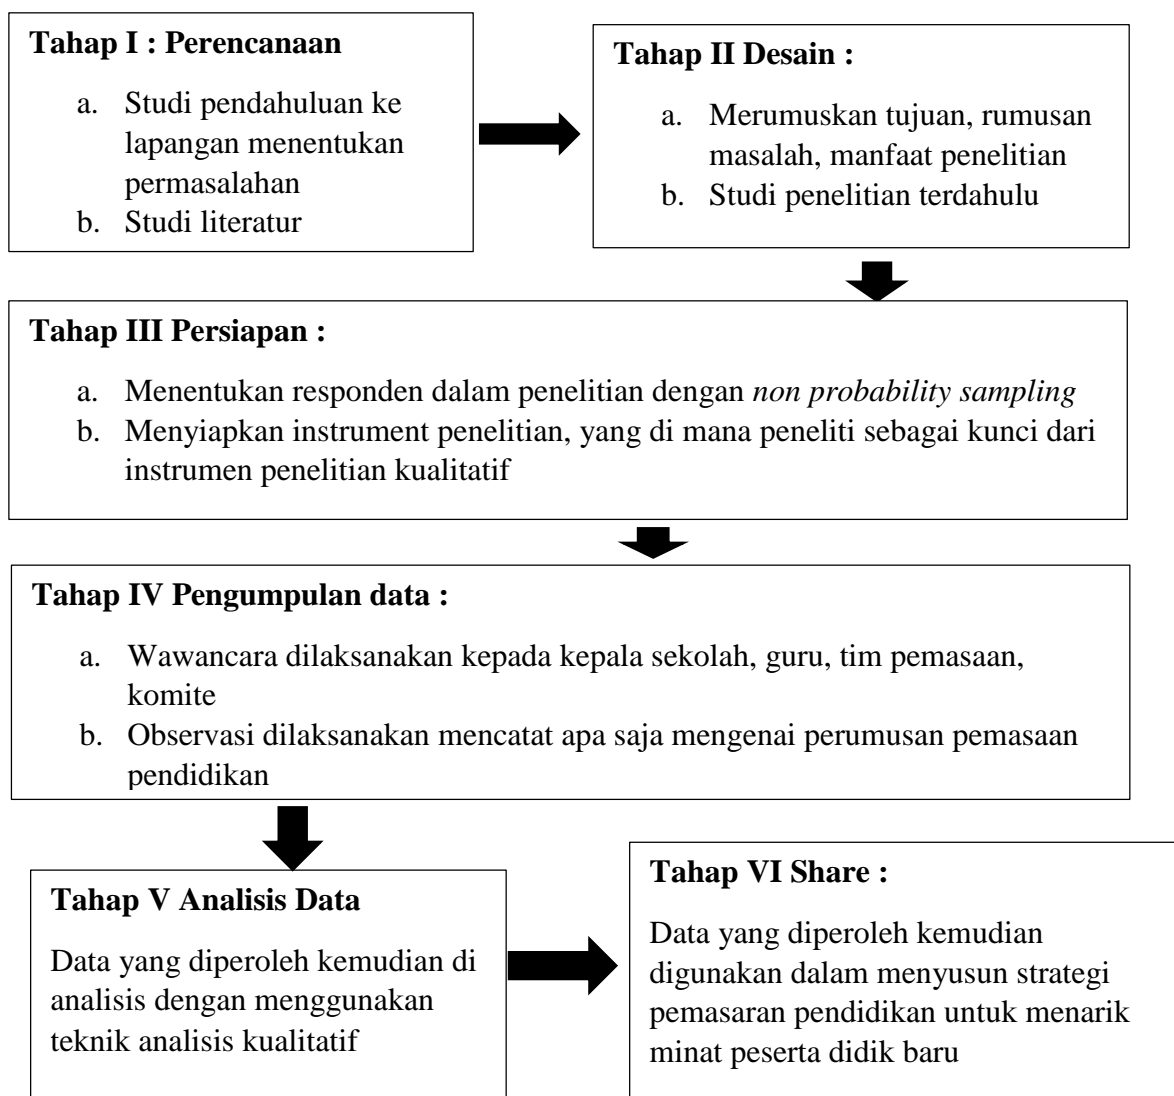 Tahap I : Perencanaan
a. Studi pendahuluan ke
lapangan menentukan
permasalahan
b. Studi literatur
Tahap II Desain :
a. Merumuskan tujuan, rumusan
masalah, manfaat penelitian
b. Studi penelitian terdahulu
Tahap III Persiapan :
a. Menentukan responden dalam penelitian dengan non probability sampling
b. Menyiapkan instrument penelitian, yang di mana peneliti sebagai kunci dari
instrumen penelitian kualitatif
Tahap IV Pengumpulan data :
a. Wawancara dilaksanakan kepada kepala sekolah, guru, tim pemasaan,
komite
b. Observasi dilaksanakan mencatat apa saja mengenai perumusan pemasaan
pendidikan
Tahap V Analisis Data
Data yang diperoleh kemudian di
analisis dengan menggunakan
teknik analisis kualitatif
Tahap VI Share :
Data yang diperoleh kemudian
digunakan dalam menyusun strategi
pemasaran pendidikan untuk menarik
minat peserta didik baru